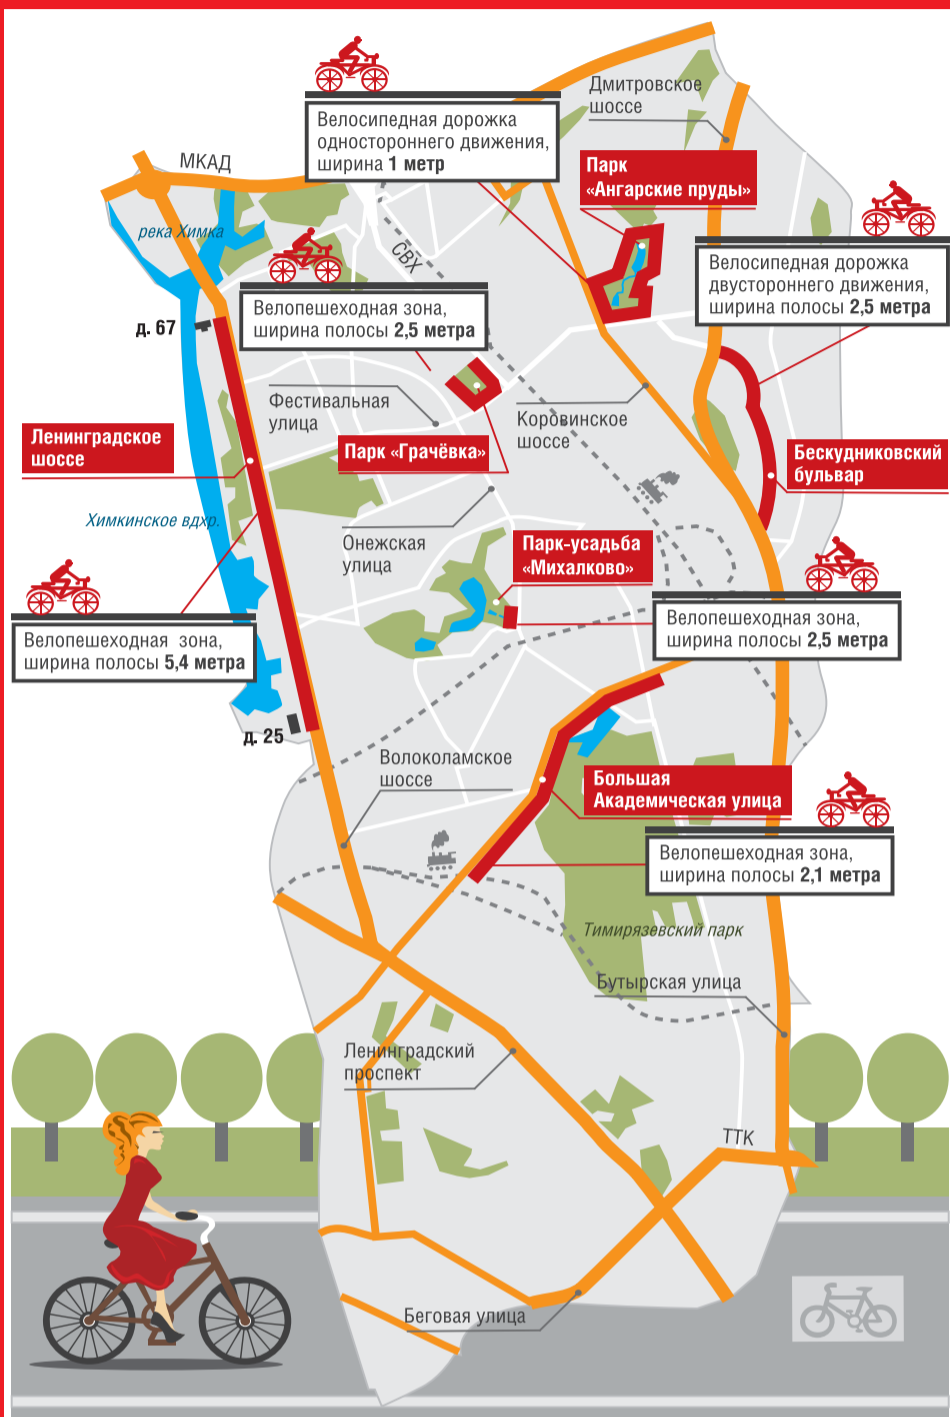 Дмитровское
шоссе
Велосипедная дорожка
одностороннего движения,
ширина 1 метр
МКАД
Парк
«Ангарские пруды»
река Химка
СВХ
Велосипедная дорожка
двустороннего движения,
ширина полосы 2,5 метра
Велопешеходная зона,
ширина полосы 2,5 метра
д. 67
Фестивальная
улица
Коровинское
шоссе
Ленинградское
шоссе
Парк «Грачёвка»
Бескудниковский
бульвар
Химкинское вдхр.
Онежская
улица
Парк-усадьба
«Михалково»
Велопешеходная зона,
ширина полосы 5,4 метра
Велопешеходная зона,
ширина полосы 2,5 метра
д. 25
Волоколамское
шоссе
Большая
Академическая улица
Велопешеходная зона,
ширина полосы 2,1 метра
Тимирязевский парк
Бутырская улица
Ленинградский
проспект
ТТК
Беговая улица